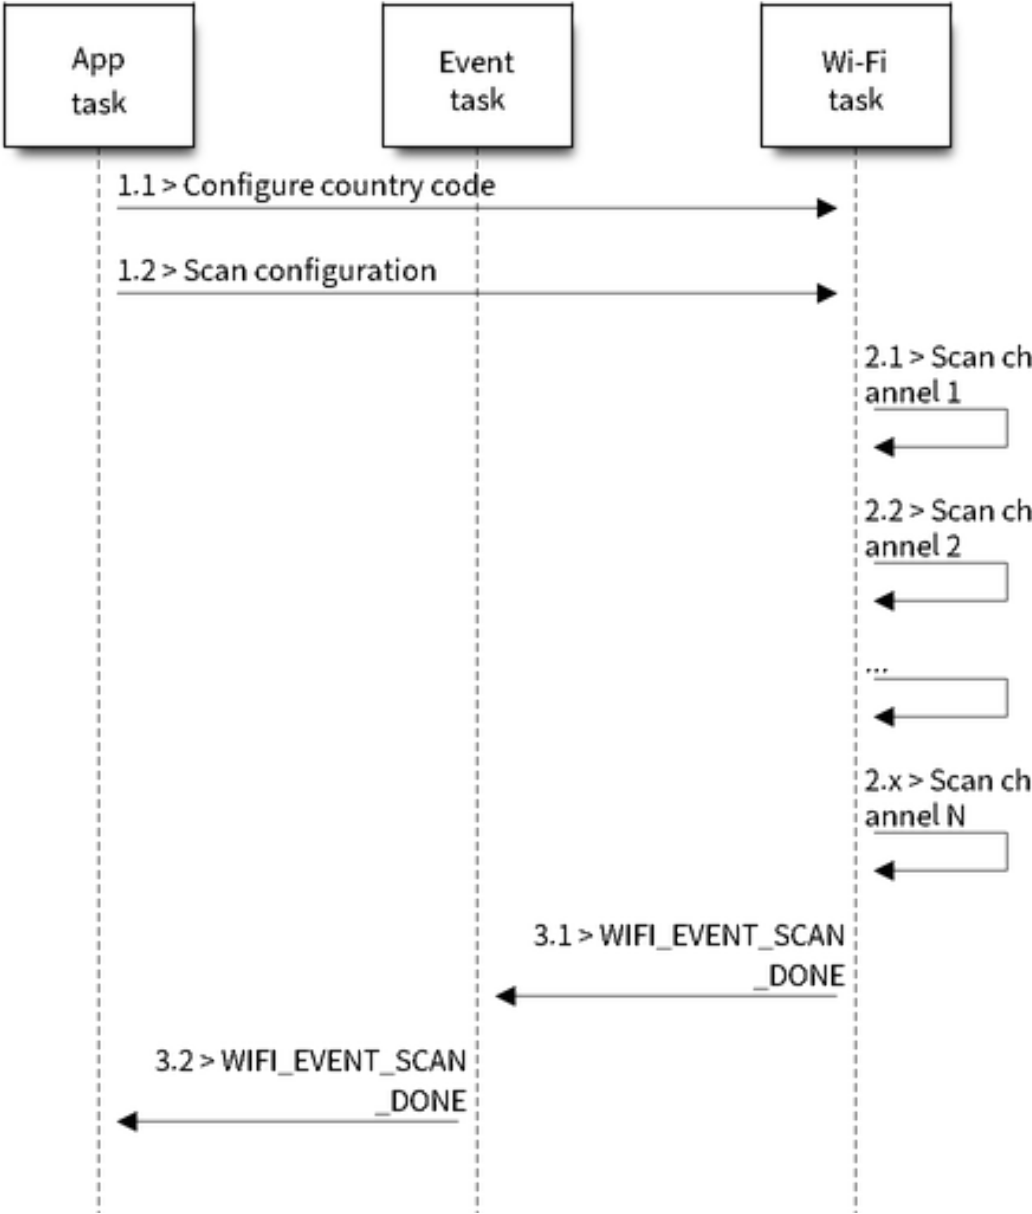 App
task
Event
task
Wi-Fi
task
1.1 > Configure country code
1.2 > Scan configuration
2.1 > Scan ch
annel 1
2.2 > Scan ch
annel 2
...
2.x > Scan ch
annel N
3.1 > WIFI_EVENT_SCAN
_DONE
3.2 > WIFI_EVENT_SCAN
_DONE